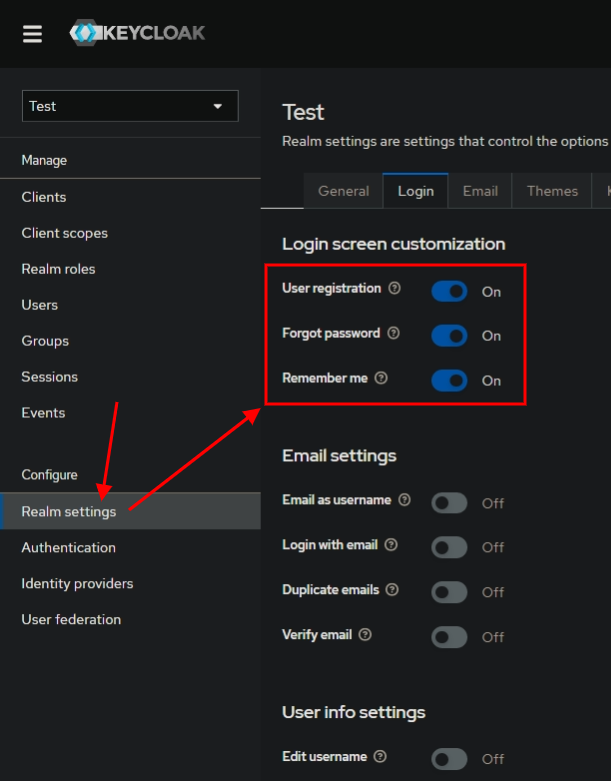 KEYCLOAK
Test
Manage
Clients
Client scopes
Realm roles
Users
Groups
Sessions
Events
Configure
Realm settings
Authentication
Identity providers
User federation
Test
Realm settings are settings that control the options
General Login Email Themes
Login screen customization
User registration On
Forgot password On
Remember me On
Email settings
Email as username Off
Login with email Off
Duplicate emails Off
Verify email Off
User info settings
Edit username Off